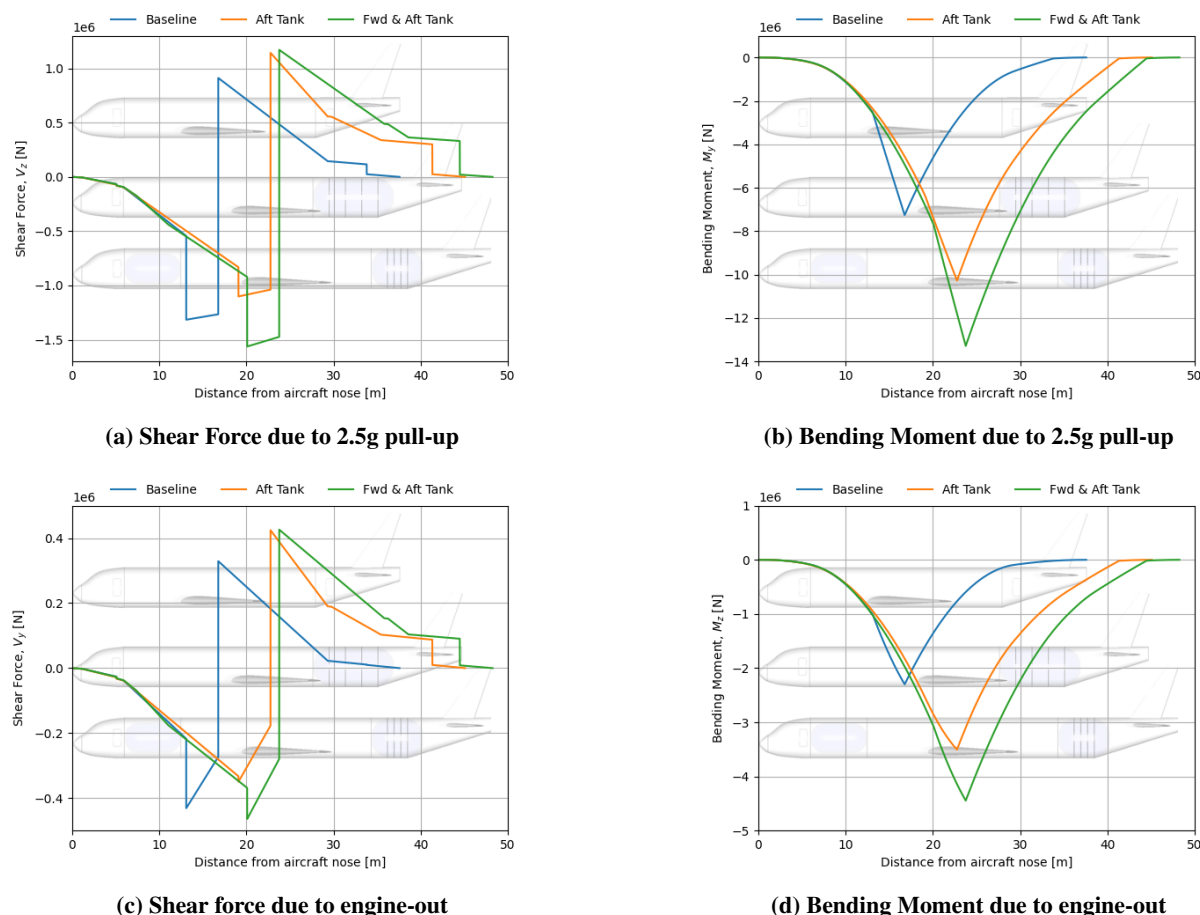 Baseline Aft Tank Fwd & Aft Tank
1e6
Shear Force, V_z [N]
1.0
0.5
0.0
−0.5
−1.0
−1.5
0 10 20 30 40 50
Distance from aircraft nose [m]
(a) Shear Force due to 2.5g pull-up
Baseline Aft Tank Fwd & Aft Tank
1e6
Bending Moment, M_y [N]
0
−2
−4
−6
−8
−10
−12
−14
0 10 20 30 40 50
Distance from aircraft nose [m]
(b) Bending Moment due to 2.5g pull-up
Baseline Aft Tank Fwd & Aft Tank
1e6
Shear Force, V_y [N]
0.4
0.2
0.0
−0.2
−0.4
0 10 20 30 40 50
Distance from aircraft nose [m]
(c) Shear force due to engine-out
Baseline Aft Tank Fwd & Aft Tank
1e6
Bending Moment, M_z [N]
1
0
−1
−2
−3
−4
−5
0 10 20 30 40 50
Distance from aircraft nose [m]
(d) Bending Moment due to engine-out